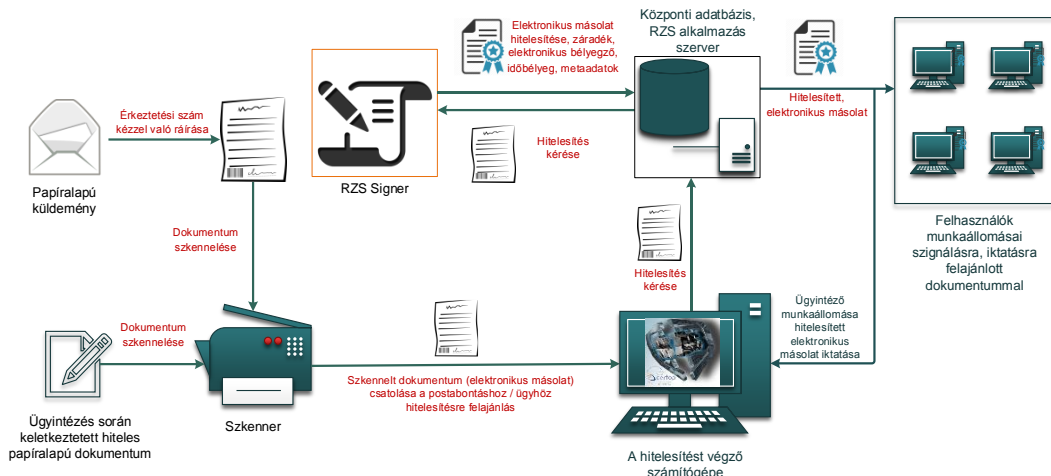 Elektronikus másolat
hitelesítése, záradék,
elektronikus bélyegző,
időbélyeg, metaadatok
Központi adatbázis,
RZS alkalmazás
szerver
Érkeztetési szám
kézzel való ráírása
Hitelesített,
elektronikus másolat
Hitelesítés
kérése
Papíralapú
küldemény
RZS Signer
Felhasználók
munkaállomásai
szignálásra, iktatásra
felajánlott
dokumentummal
Dokumentum
szkennelése
Hitelesítés
kérése
Ügyintéző
munkaállomása
hitelesített
elektronikus
másolat iktatása
Dokumentum
szkennelése
Szkennelt dokumentum (elektronikus másolat)
csatolása a postabontáshoz / ügyhöz
hitelesítésre felajánlás
Ügyintézés során
keletkeztetett hiteles
papíralapú dokumentum
Szkenner
A hitelesítést végző
számítógépe